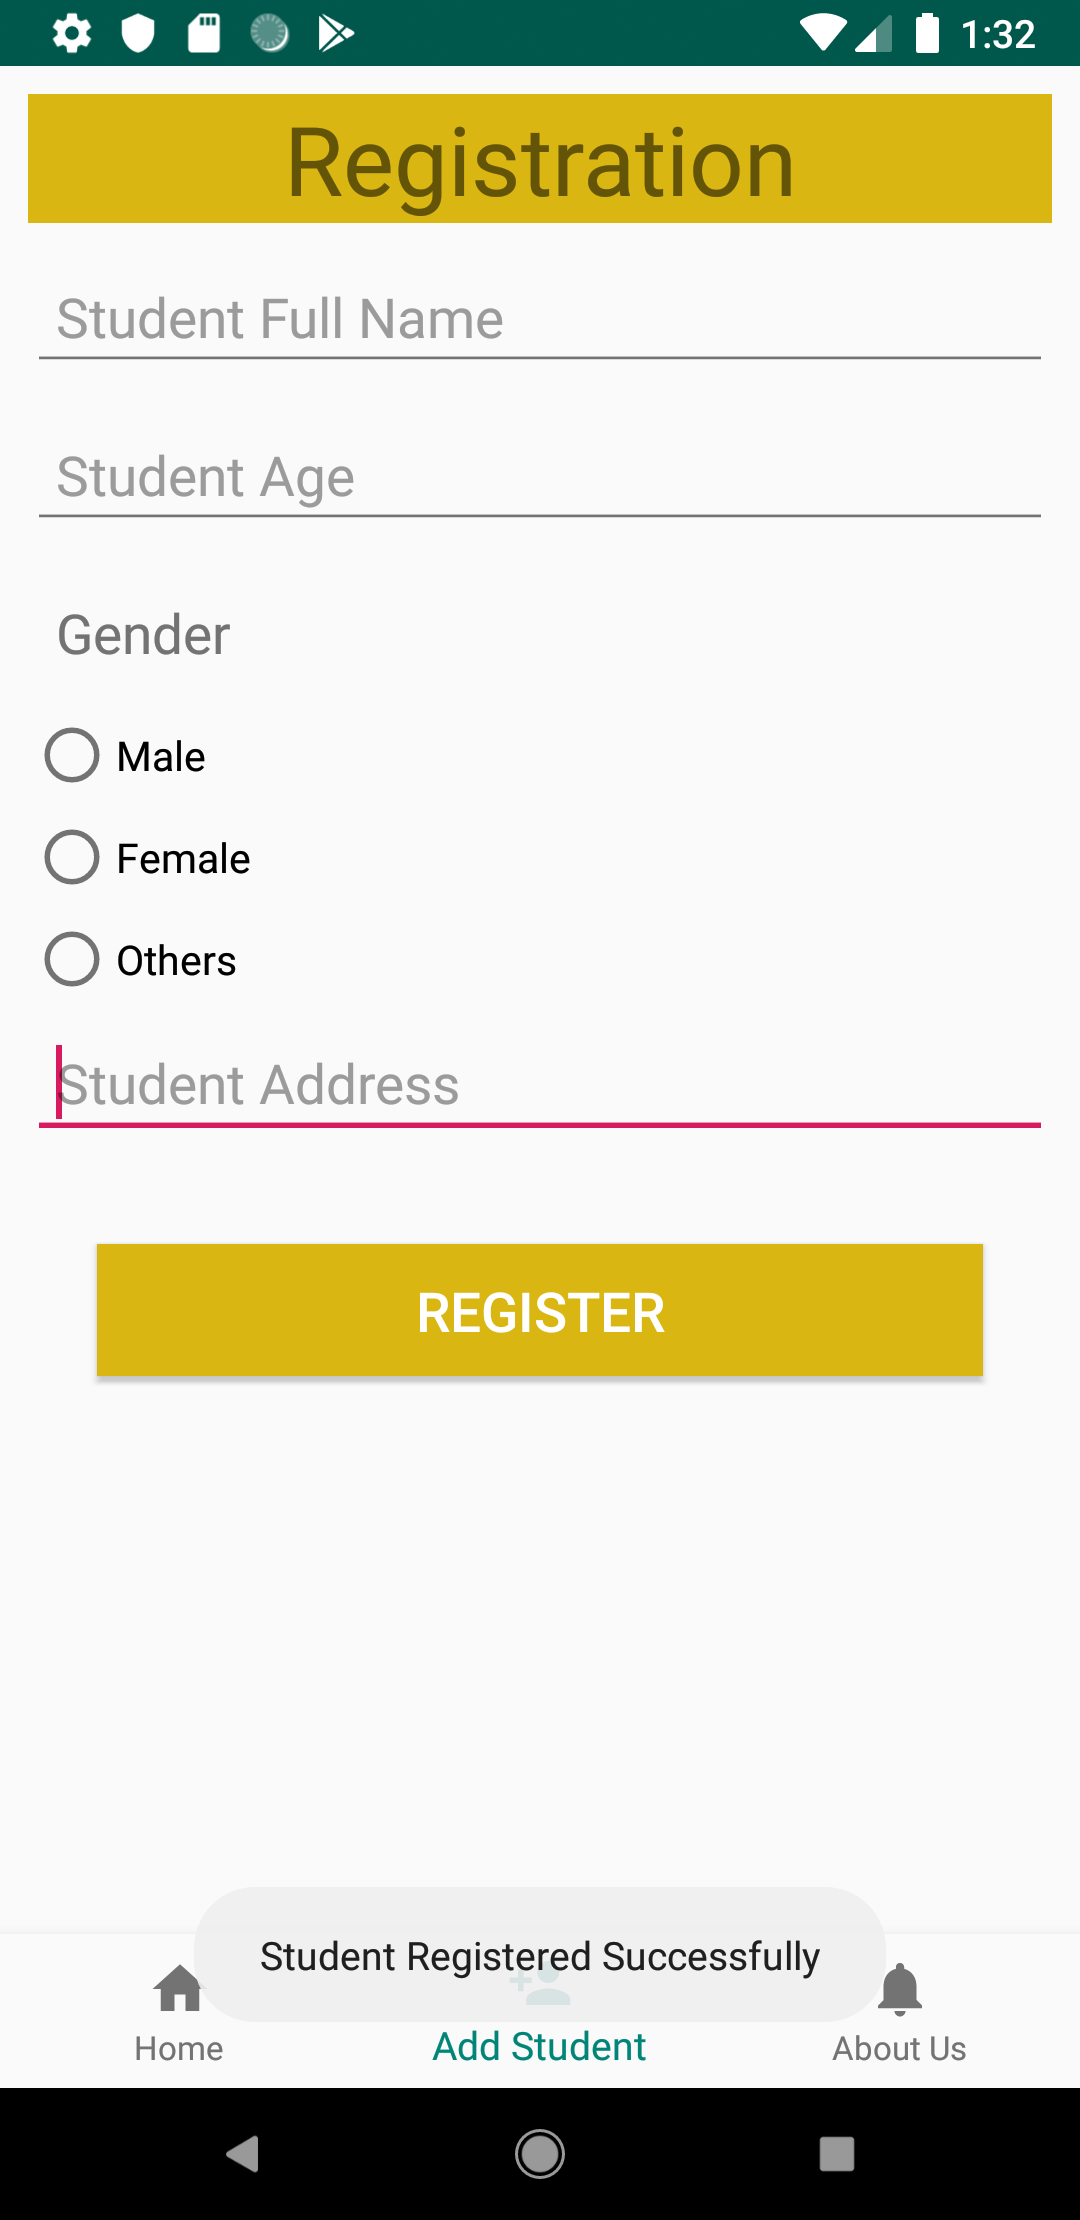 1:32
Registration
Student Full Name
Student Age
Gender
Male
Female
Others
Student Address
REGISTER
Student Registered Successfully
Home
Add Student
About Us